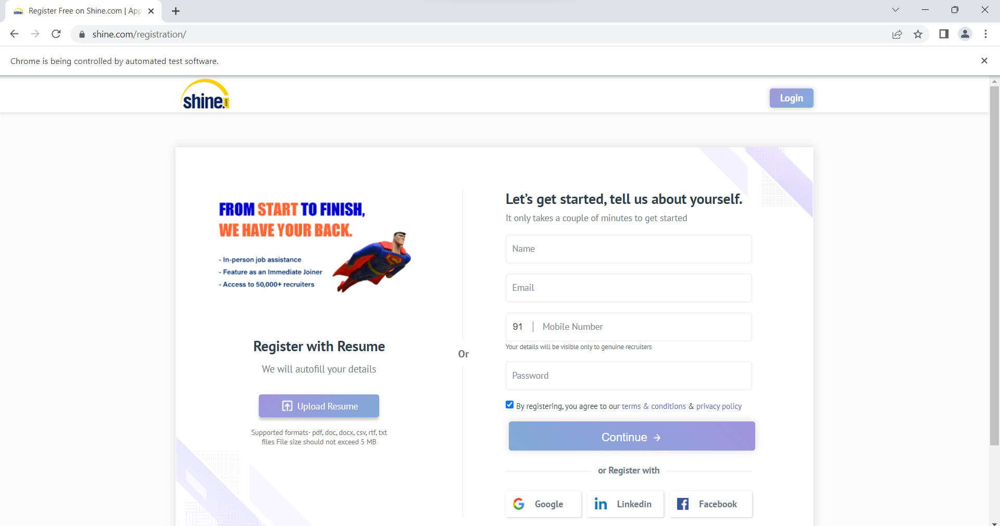 Register Free on Shine.com | App
shine.com/registration/
Chrome is being controlled by automated test software.
shine.com
Login
FROM START TO FINISH,
WE HAVE YOUR BACK.
- In-person job assistance
- Feature as an Immediate Joiner
- Access to 50,000+ recruiters
Register with Resume
We will autofill your details
Upload Resume
Supported formats- pdf, doc, docx, csv, rtf, txt
files File size should not exceed 5 MB
Or
Let's get started, tell us about yourself.
It only takes a couple of minutes to get started
Name
Email
91 | Mobile Number
Your details will be visible only to genuine recruiters
Password
By registering, you agree to our terms & conditions & privacy policy
Continue →
or Register with
Google
in Linkedin
f Facebook